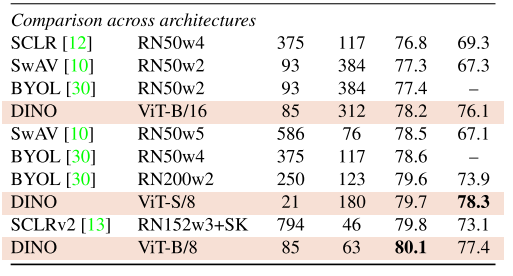 Comparison across architectures
SCLR [12] RN50w4 375 117 76.8 69.3
SwAV [10] RN50w2 93 384 77.3 67.3
BYOL [30] RN50w2 93 384 77.4 –
DINO ViT-B/16 85 312 78.2 76.1
SwAV [10] RN50w5 586 76 78.5 67.1
BYOL [30] RN50w4 375 117 78.6 –
BYOL [30] RN200w2 250 123 79.6 73.9
DINO ViT-S/8 21 180 79.7 78.3
SCLRv2 [13] RN152w3+SK 794 46 79.8 73.1
DINO ViT-B/8 85 63 80.1 77.4